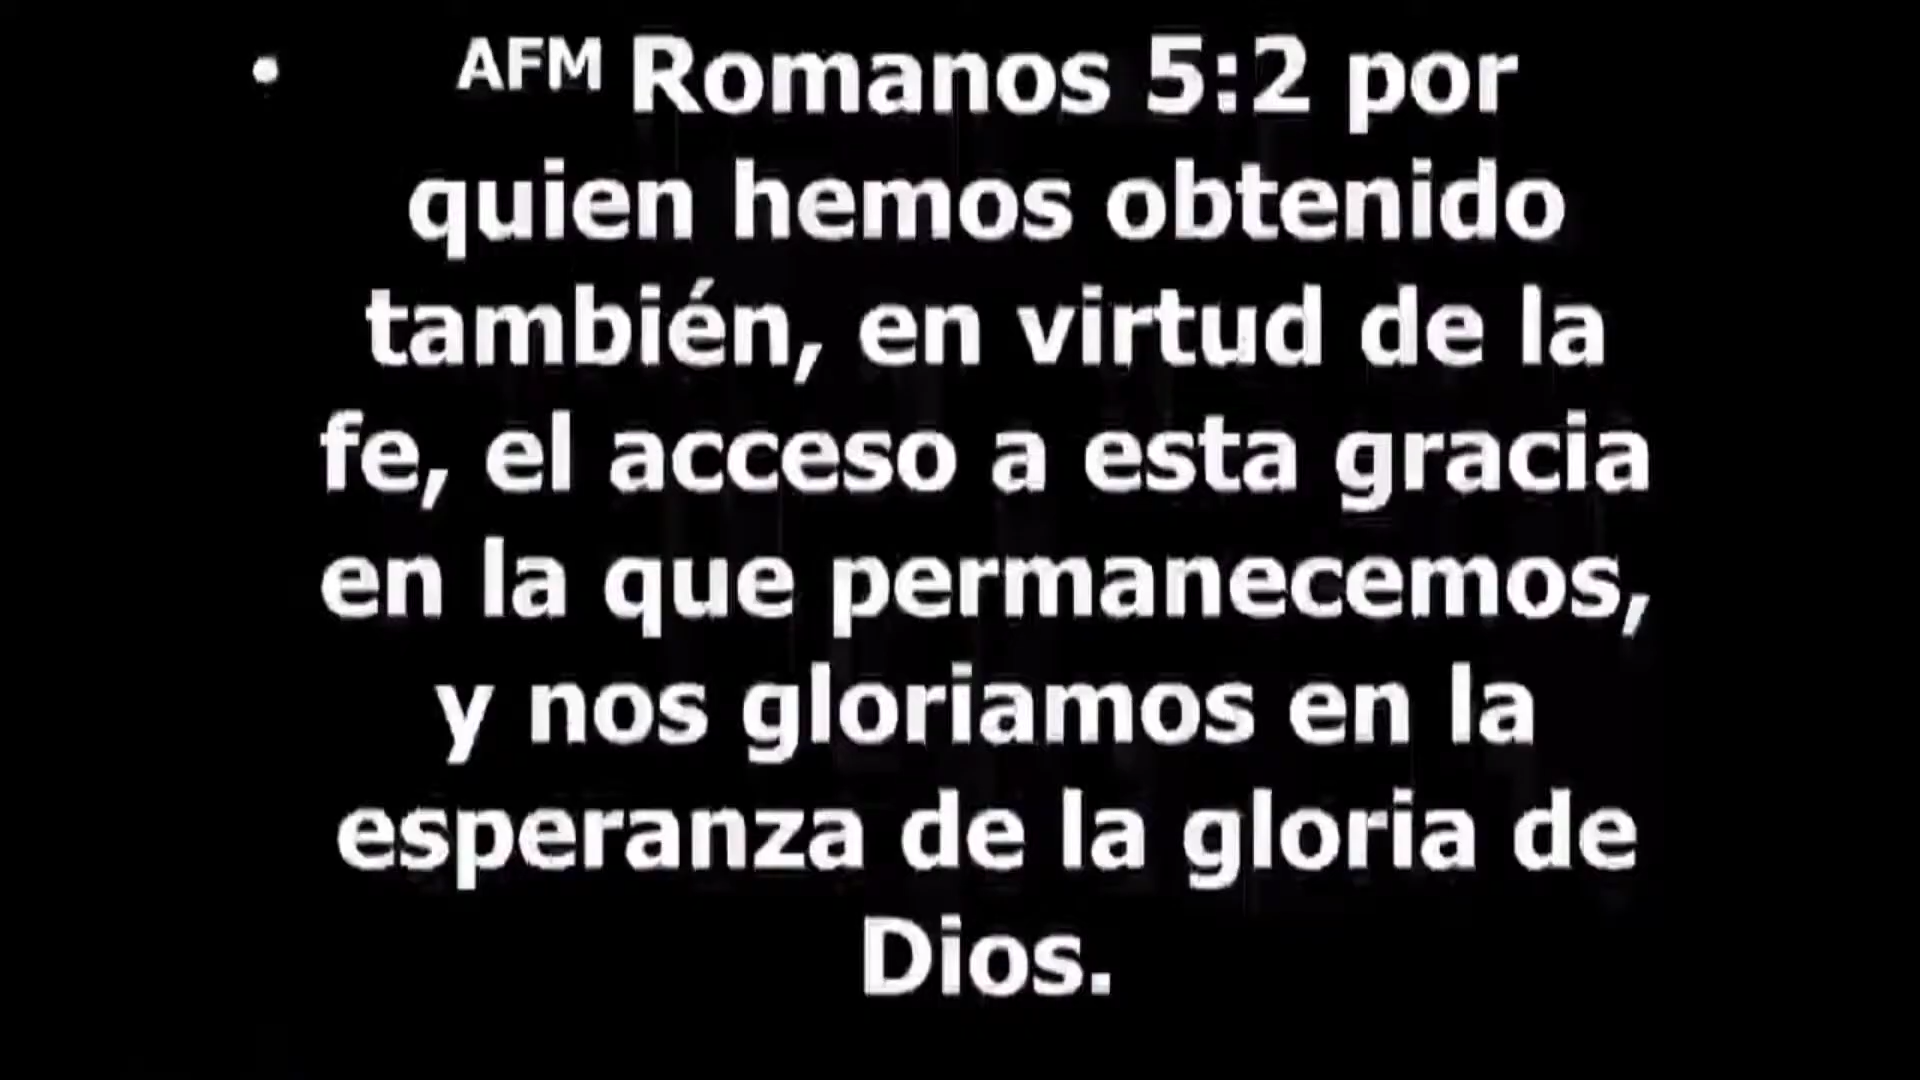 • AFM Romanos 5:2 por
quien hemos obtenido
también, en virtud de la
fe, el acceso a esta gracia
en la que permanecemos,
y nos gloriamos en la
esperanza de la gloria de
Dios.